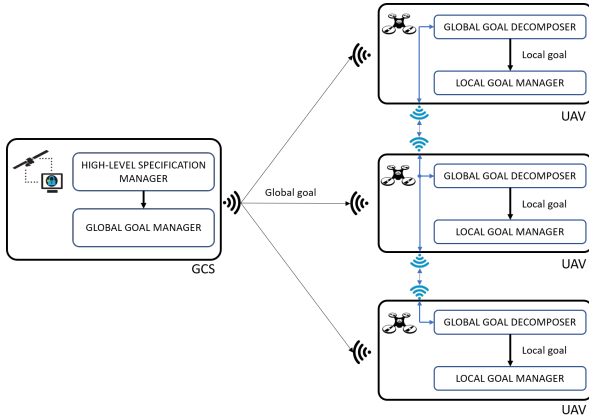 GLOBAL GOAL DECOMPOSER
Local goal
LOCAL GOAL MANAGER
UAV
HIGH-LEVEL SPECIFICATION
MANAGER
GLOBAL GOAL MANAGER
GCS
Global goal
GLOBAL GOAL DECOMPOSER
Local goal
LOCAL GOAL MANAGER
UAV
GLOBAL GOAL DECOMPOSER
Local goal
LOCAL GOAL MANAGER
UAV